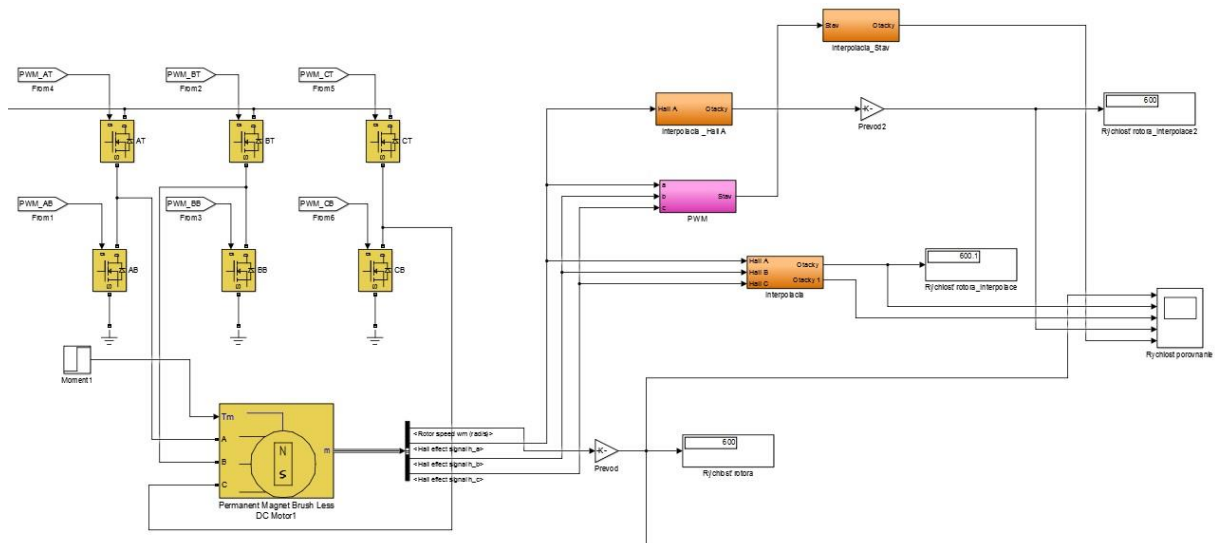 Stav
Otacky
Interpolacia_Stav
PWM_AT
From4
PWM_BT
From2
PWM_CT
From5
Hall A
Otacky
Interpolacia _Hall A
K-
Prevod2
600
Rýchlosť rotora_interpolace2
g
D
S
AT
g
D
S
BT
g
D
S
CT
a
b
c
Stav
PWM
PWM_AB
From1
PWM_BB
From3
PWM_CB
From6
g
D
S
AB
g
D
S
BB
g
D
S
CB
Hall A
Hall B
Hall C
Otacky
Otacky 1
Interpolacia
600.1
Rýchlosť rotora_interpolace
Rýchlosť porovnanie
Moment1
Tm
A
B
C
N
S
m
Permanent Magnet Brush Less
DC Motor1
<Rotor speed wm (rad/s)>
<Hall effect signal h_a>
<Hall effect signal h_b>
<Hall effect signal h_c>
K-
Prevod
600
Rýchlosť rotora